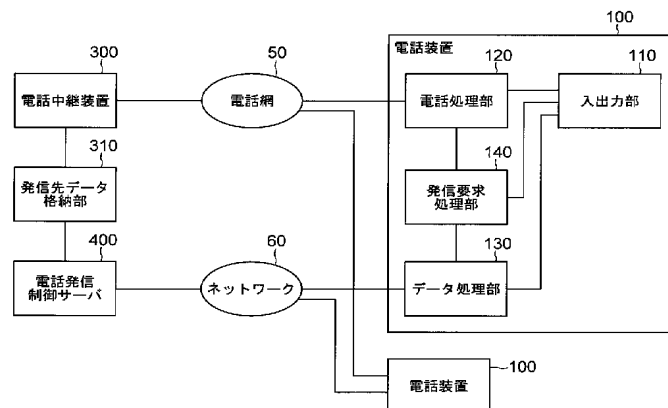 100
電話装置
300
電話中継装置
50
電話網
120
電話処理部
110
入出力部
310
発信先データ
格納部
140
発信要求
処理部
400
電話発信
制御サーバ
60
ネットワーク
130
データ処理部
100
電話装置